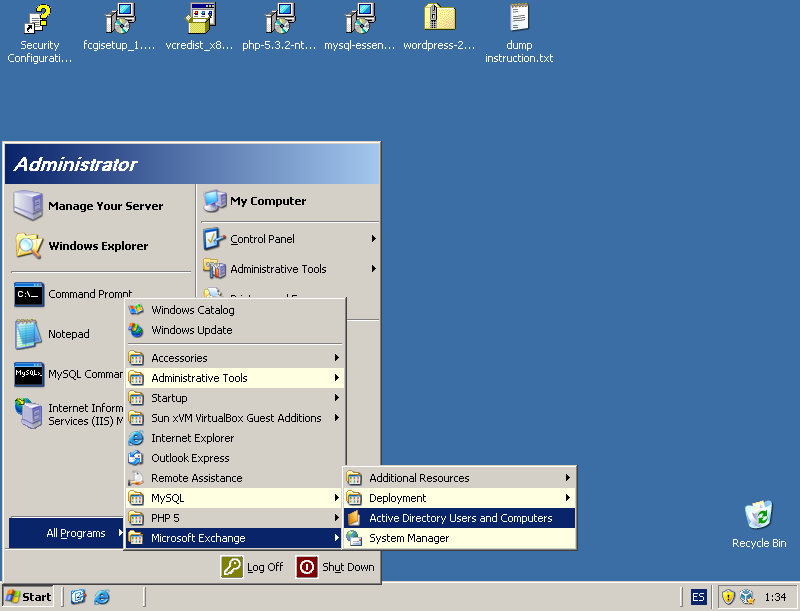 Security
Configurati...
fcgisetup_1....
vcredist_x8...
php-5.3.2-nt...
mysql-essen...
wordpress-2...
dump
instruction.txt
Administrator
Manage Your Server
Windows Explorer
Command Prompt
Notepad
MySQL Comman
Internet Inform
Services (IIS) M
All Programs
My Computer
Control Panel
Administrative Tools
Windows Catalog
Windows Update
Accessories
Administrative Tools
Startup
Sun xVM VirtualBox Guest Additions
Internet Explorer
Outlook Express
Remote Assistance
MySQL
PHP 5
Microsoft Exchange
Additional Resources
Deployment
Active Directory Users and Computers
System Manager
Log Off
Shut Down
Recycle Bin
Start
ES
1:34